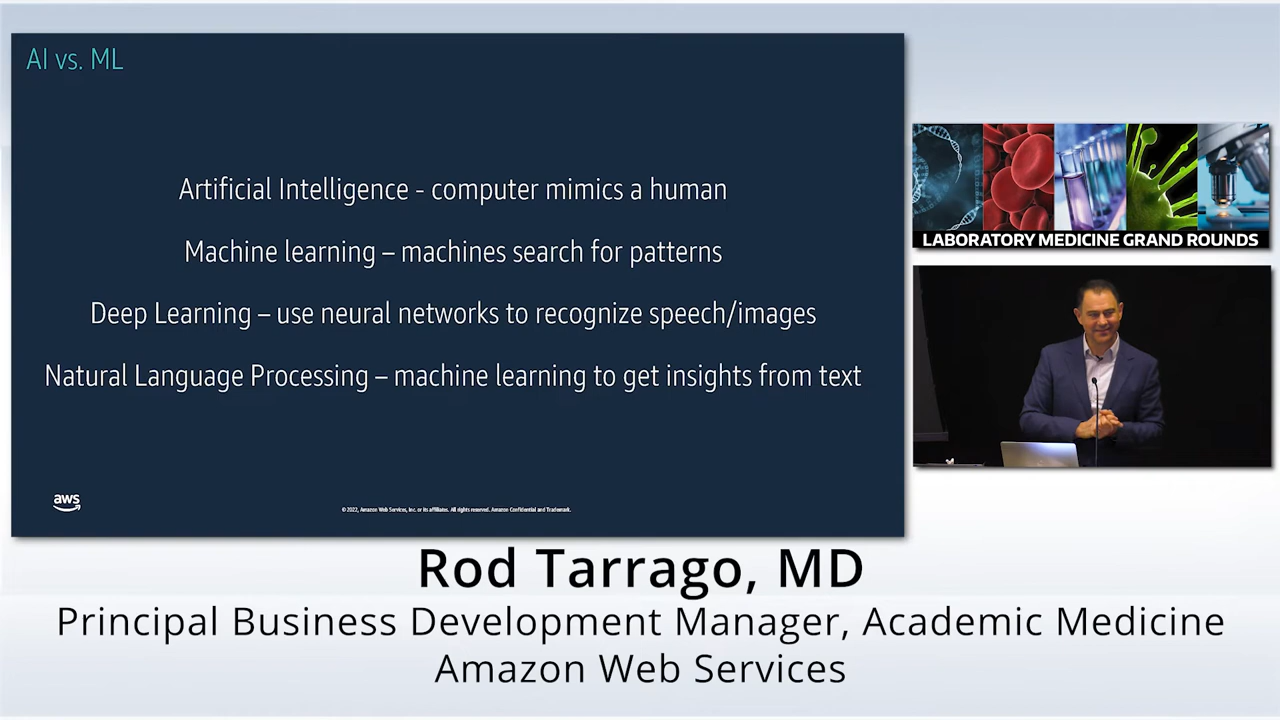 AI vs. ML
Artificial Intelligence - computer mimics a human
Machine learning – machines search for patterns
Deep Learning – use neural networks to recognize speech/images
Natural Language Processing – machine learning to get insights from text
aws
© 2022, Amazon Web Services, Inc. or its affiliates. All rights reserved. Amazon Confidential and Trademark.
LABORATORY MEDICINE GRAND ROUNDS
Rod Tarrago, MD
Principal Business Development Manager, Academic Medicine
Amazon Web Services